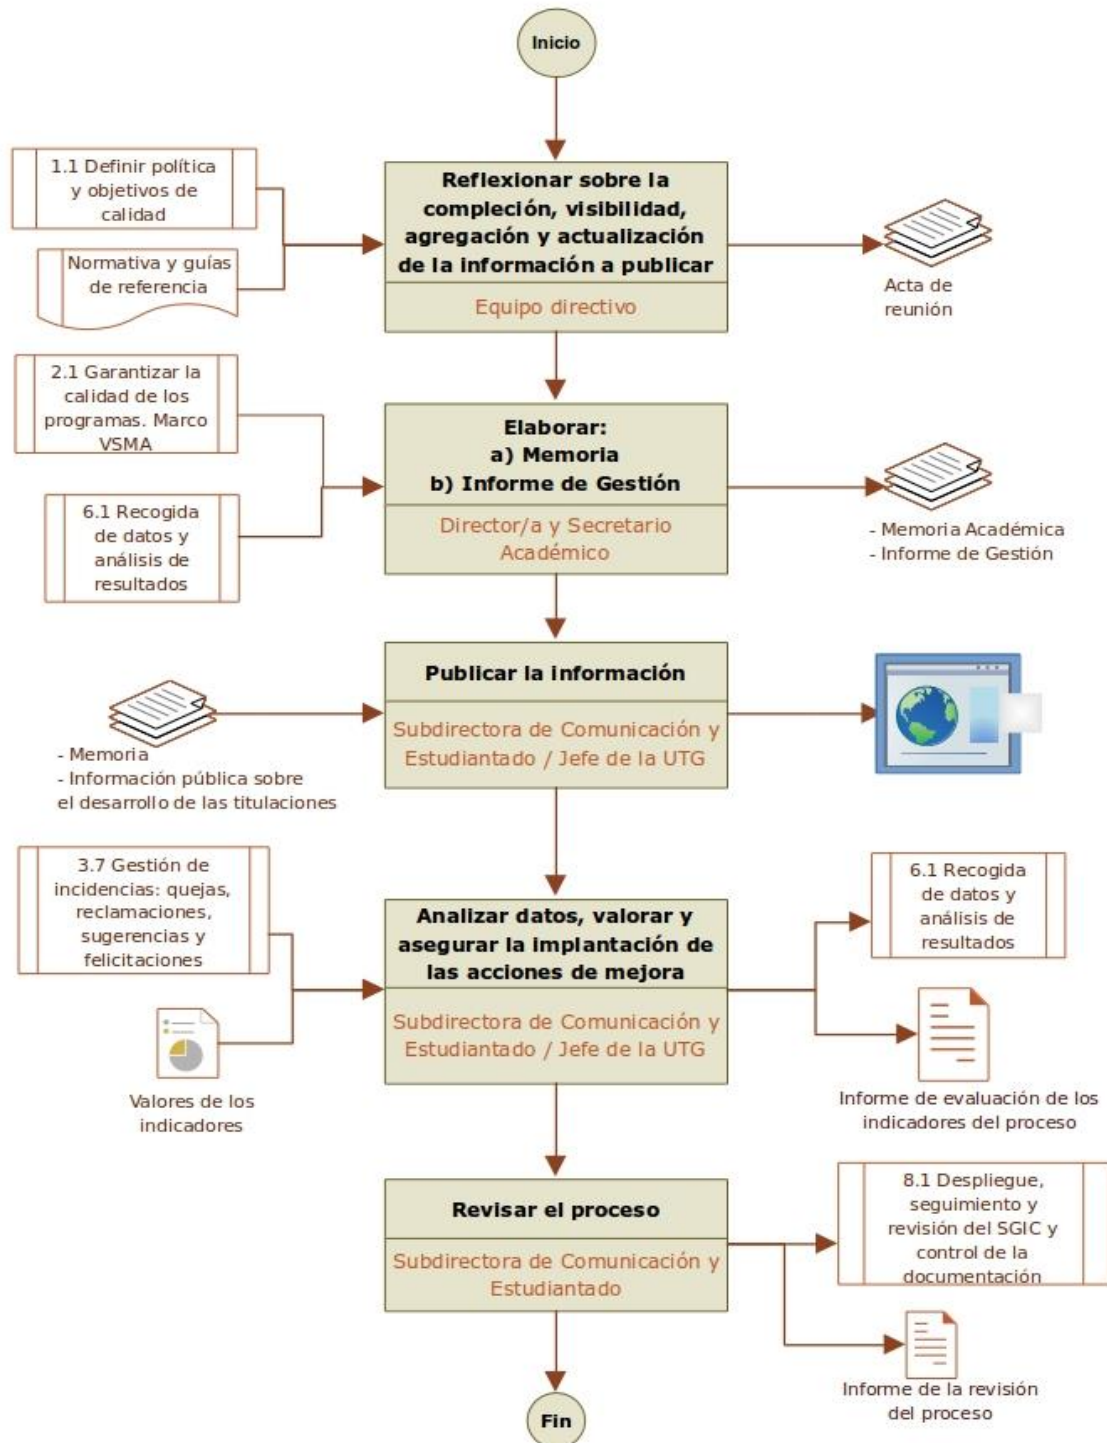 Inicio
1.1 Definir política
y objetivos de
calidad
Normativa y guías
de referencia
Reflexionar sobre la
compleción, visibilidad,
agregación y actualización
de la información a publicar
Equipo directivo
Acta de
reunión
2.1 Garantizar la
calidad de los
programas. Marco
VSMA
6.1 Recogida
de datos y
análisis de
resultados
Elaborar:
a) Memoria
b) Informe de Gestión
Director/a y Secretario
Académico
- Memoria Académica
- Informe de Gestión
- Memoria
- Información pública sobre
el desarrollo de las titulaciones
Publicar la información
Subdirectora de Comunicación y
Estudiantado / Jefe de la UTG
3.7 Gestión de
incidencias: quejas,
reclamaciones,
sugerencias y
felicitaciones
Valores de los
indicadores
Analizar datos, valorar y
asegurar la implantación de
las acciones de mejora
Subdirectora de Comunicación y
Estudiantado / Jefe de la UTG
6.1 Recogida
de datos y
análisis de
resultados
Informe de evaluación de los
indicadores del proceso
Revisar el proceso
Subdirectora de Comunicación y
Estudiantado
8.1 Despliegue,
seguimiento y
revisión del SGIC y
control de la
documentación
Informe de la revisión
del proceso
Fin